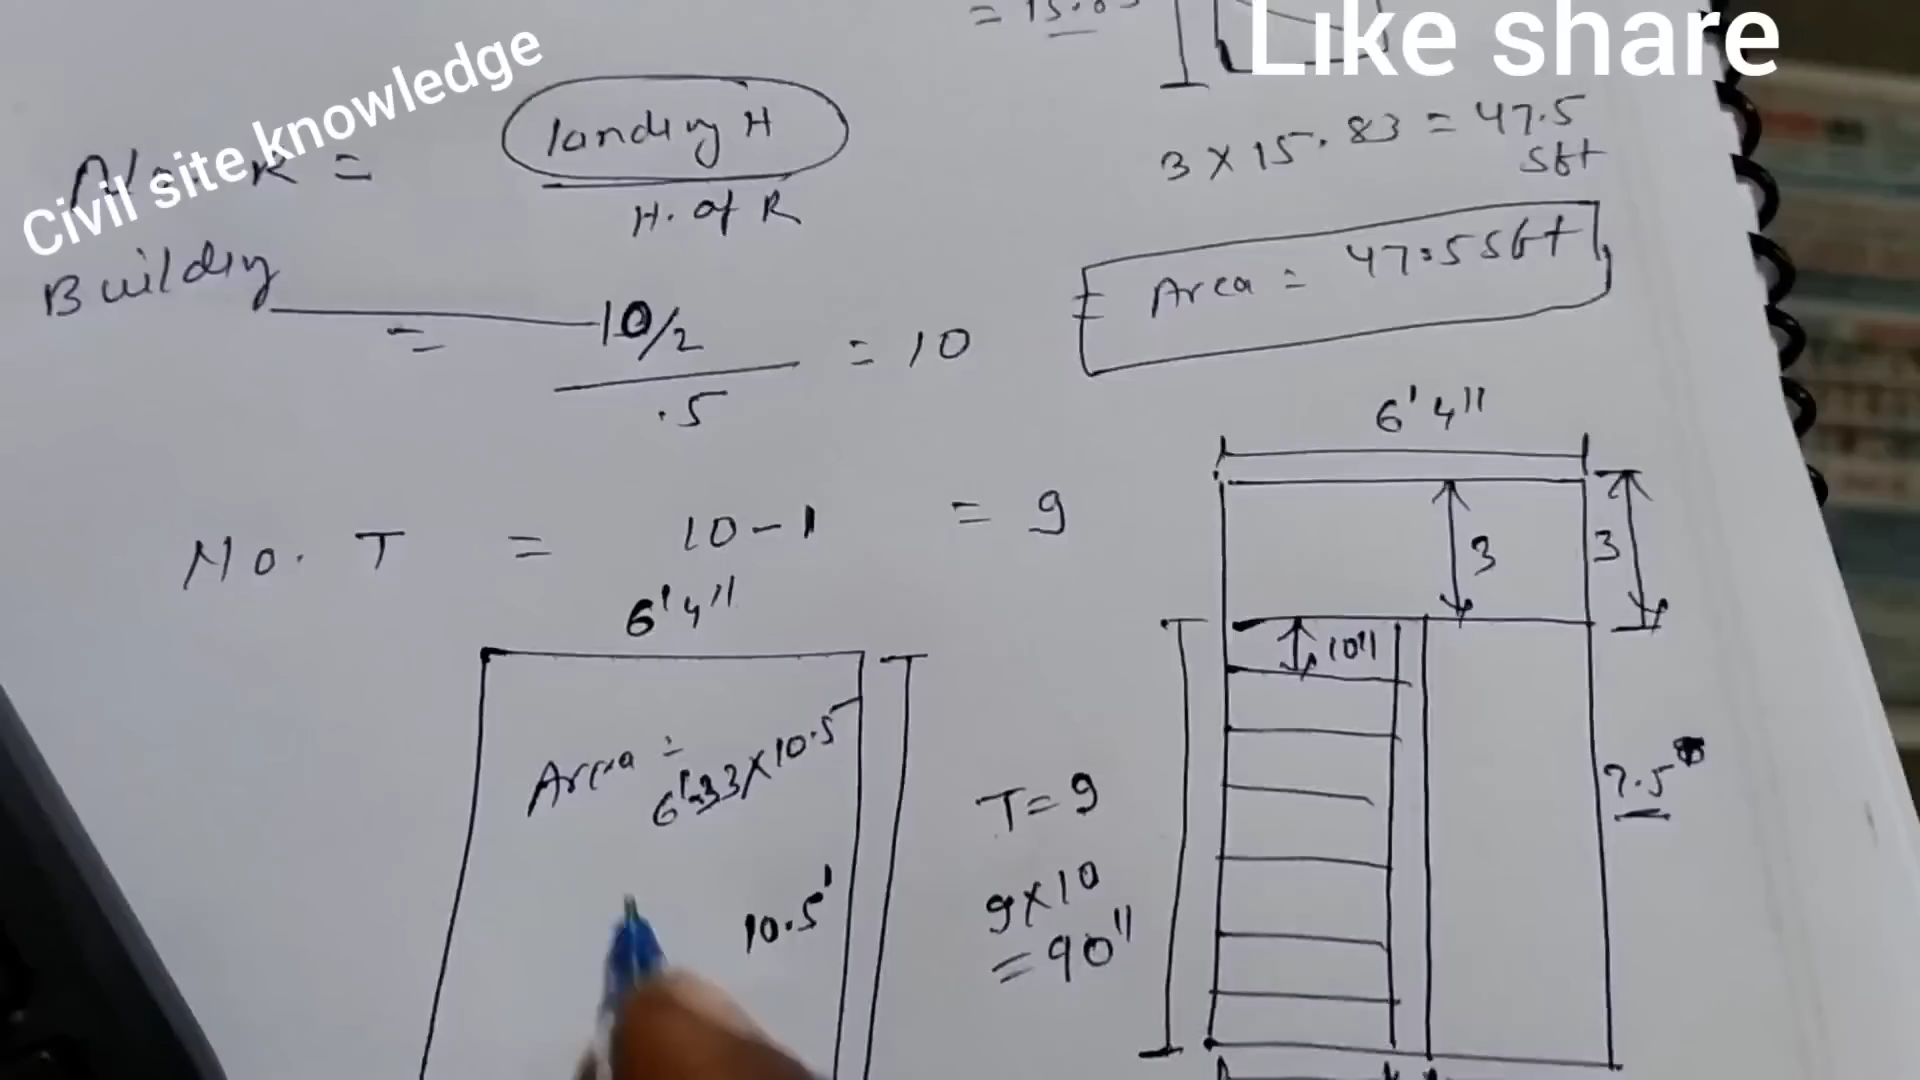 Like share
Civil site knowledge
R = landing H
H. of R
Building
= 10/2
.5
= 10
No. T = 10 - 1 = 9
6'4"
Area =
6'.33 x 10.5
10.5'
3 x 15.83 = 47.5
sft
= Area = 47.5 sft
6'4"
3
3
10"
7.5
T = 9
9 x 10
= 90"